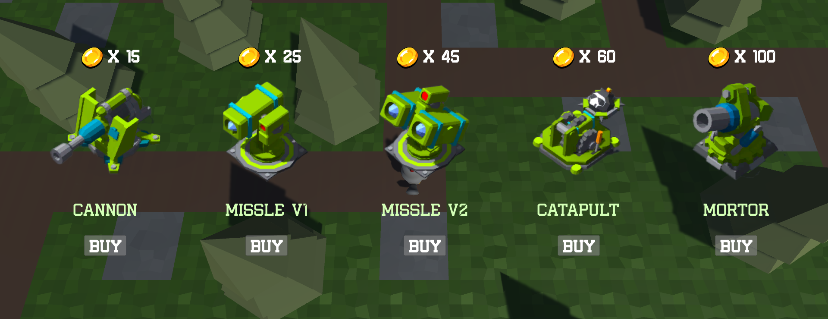 X 15
X 25
X 45
X 60
X 100
CANNON
MISSLE V1
MISSLE V2
CATAPULT
MORTOR
BUY
BUY
BUY
BUY
BUY